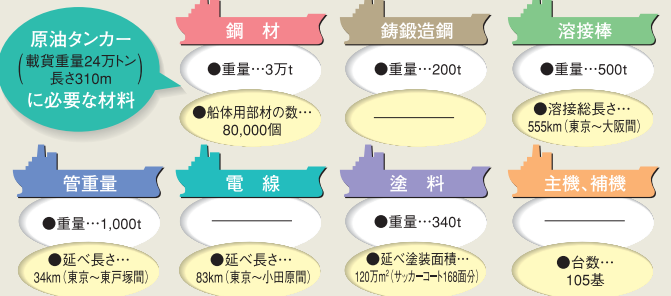 原油タンカー
(載貨重量24万トン
長さ310m)
に必要な材料
鋼材
●重量…3万t
●船体用部材の数…
80,000個
鋳鍛造鋼
●重量…200t
溶接棒
●重量…500t
●溶接総長さ…
555km(東京〜大阪間)
管重量
●重量…1,000t
●延べ長さ…
34km(東京〜東戸塚間)
電線
●延べ長さ…
83km(東京〜小田原間)
塗料
●重量…340t
●延べ塗装面積…
120万m²(サッカーコート168面分)
主機、補機
●台数…
105基